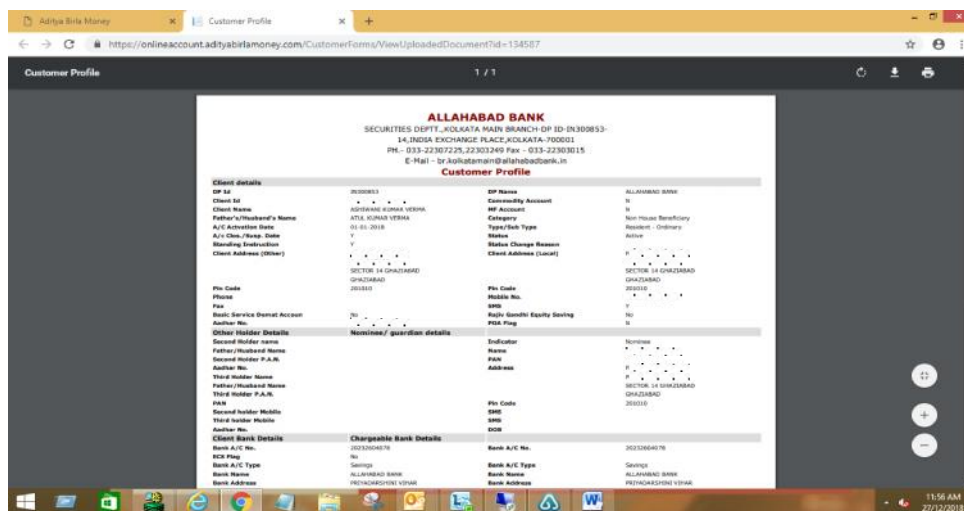 Aditya Birla Money
Customer Profile
https://onlineaccount.adityabirlamoney.com/CustomerForms/ViewUploadedDocument?id=134587
Customer Profile 1 / 1
ALLAHABAD BANK
SECURITIES DEPTT.,KOLKATA MAIN BRANCH-DP ID-IN300853-
14,INDIA EXCHANGE PLACE,KOLKATA-700001
PH.- 033-22307225,22303249 Fax - 033-22303015
E-Mail - br.kolkatamain@allahabadbank.in
Customer Profile
Client details
DP Id IN300853 DP Name ALLAHABAD BANK
Client Id Commodity Account N
Client Name ASHISHWANI KUMAR VERMA MF Account N
Father's/Husband's Name ATUL KUMAR VERMA Category Non House Beneficiary
A/C Activation Date 01-01-2018 Type/Sub Type Resident - Ordinary
A/c Clos./Susp. Date Y Status Active
Standing Instruction Y Status Change Reason
Client Address (Other) Client Address (Local) P
SECTOR 14 GHAZIABAD SECTOR 14 GHAZIABAD
GHAZIABAD GHAZIABAD
Pin Code 201010 Pin Code 201010
Phone Mobile No.
Fax SMS Y
Basic Service Demat Accoun No Rajiv Gandhi Equity Saving No
Aadhar No. POA Flag N
Other Holder Details Nominee/ guardian details
Second Holder name Indicator Nominee
Father/Husband Name Name
Second Holder P.A.N. PAN
Aadhar No. Address P
Third Holder Name P
Father/Husband Name SECTOR 14 GHAZIABAD
Third Holder P.A.N. GHAZIABAD
PAN Pin Code 201010
Second holder Mobile SMS
Third holder Mobile SMS
Aadhar No. DOB
Client Bank Details Chargeable Bank Details
Bank A/C No. 20232604078 Bank A/C No. 20232604078
ECS Flag No
Bank A/C Type Savings Bank A/C Type Savings
Bank Name ALLAHABAD BANK Bank Name ALLAHABAD BANK
Bank Address PRIYADARSHINI VIHAR Bank Address PRIYADARSHINI VIHAR
11:56 AM
27/12/2018